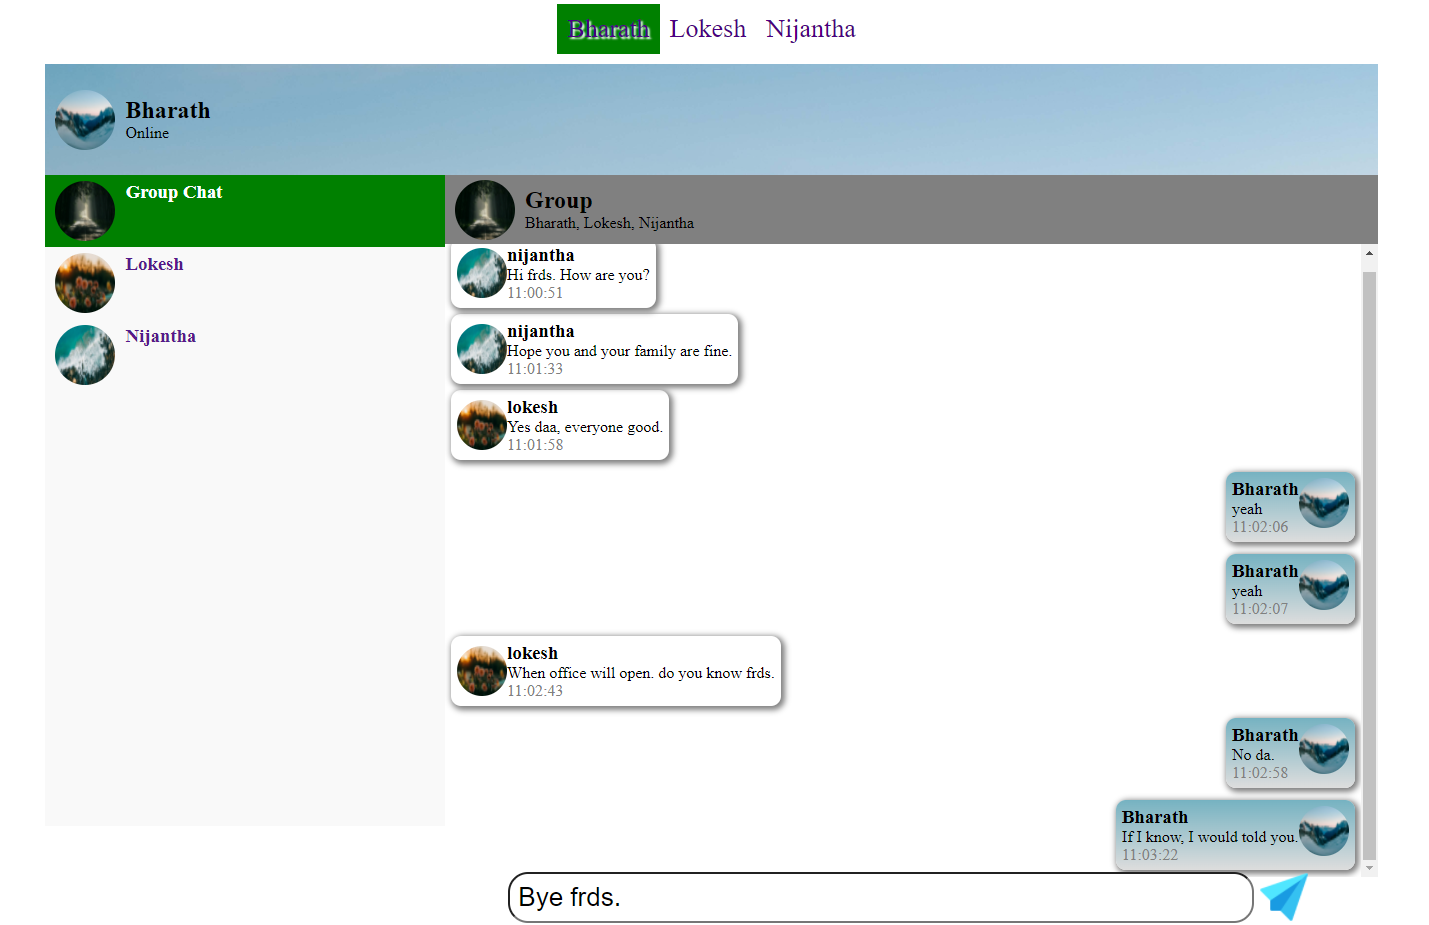 Bharath Lokesh Nijantha
Bharath
Online
Group Chat
Lokesh
Nijantha
Group
Bharath, Lokesh, Nijantha
nijantha
Hi frds. How are you?
11:00:51
nijantha
Hope you and your family are fine.
11:01:33
lokesh
Yes daa, everyone good.
11:01:58
Bharath
yeah
11:02:06
Bharath
yeah
11:02:07
lokesh
When office will open. do you know frds.
11:02:43
Bharath
No da.
11:02:58
Bharath
If I know, I would told you.
11:03:22
Bye frds.